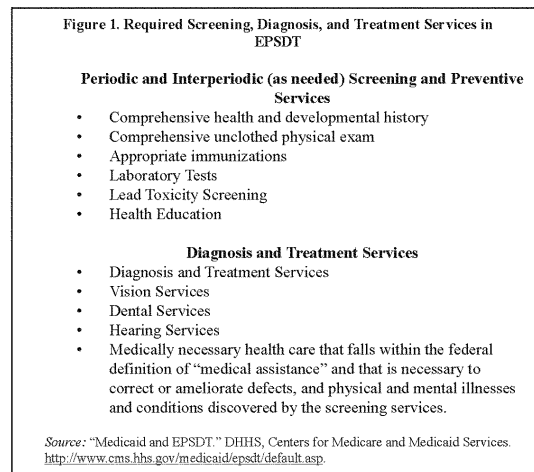 Figure 1. Required Screening, Diagnosis, and Treatment Services in
EPSDT
Periodic and Interperiodic (as needed) Screening and Preventive
Services
• Comprehensive health and developmental history
• Comprehensive unclothed physical exam
• Appropriate immunizations
• Laboratory Tests
• Lead Toxicity Screening
• Health Education
Diagnosis and Treatment Services
• Diagnosis and Treatment Services
• Vision Services
• Dental Services
• Hearing Services
• Medically necessary health care that falls within the federal
definition of “medical assistance” and that is necessary to
correct or ameliorate defects, and physical and mental illnesses
and conditions discovered by the screening services.
Source: “Medicaid and EPSDT.” DHHS, Centers for Medicare and Medicaid Services.
http://www.cms.hhs.gov/medicaid/epsdt/default.asp.